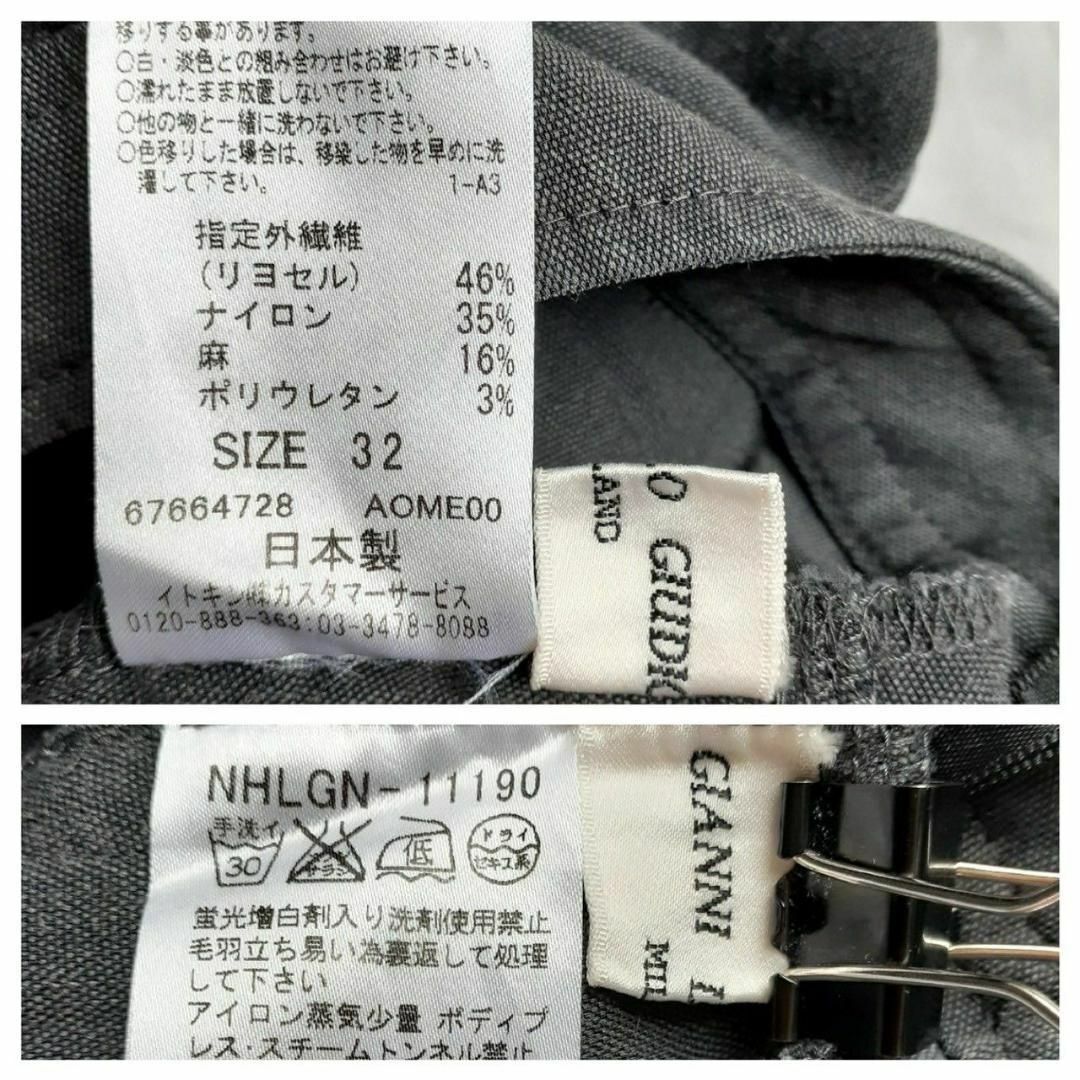 移りする事があります。
○白・淡色との組み合わせはお避け下さい。
○濡れたまま放置しないで下さい。
○他の物と一緒に洗わないで下さい。
○色移りした場合は、移染した物を早めに洗
濯して下さい。 1-A3
指定外繊維
(リヨセル) 46%
ナイロン 35%
麻 16%
ポリウレタン 3%
SIZE 32
67664728 AOME00
日本製
イトキン㈱カスタマーサービス
0120-888-363:03-3478-8088
O GUDIO
LAND
NHLGN-11190
手洗イ
30
サラシ
低
ドライ
セキス系
蛍光増白剤入り洗剤使用禁止
毛羽立ち易い為裏返して処理
して下さい
アイロン蒸気少量 ボディプ
レス・スチームトンネル禁止
GIANNI
MIL